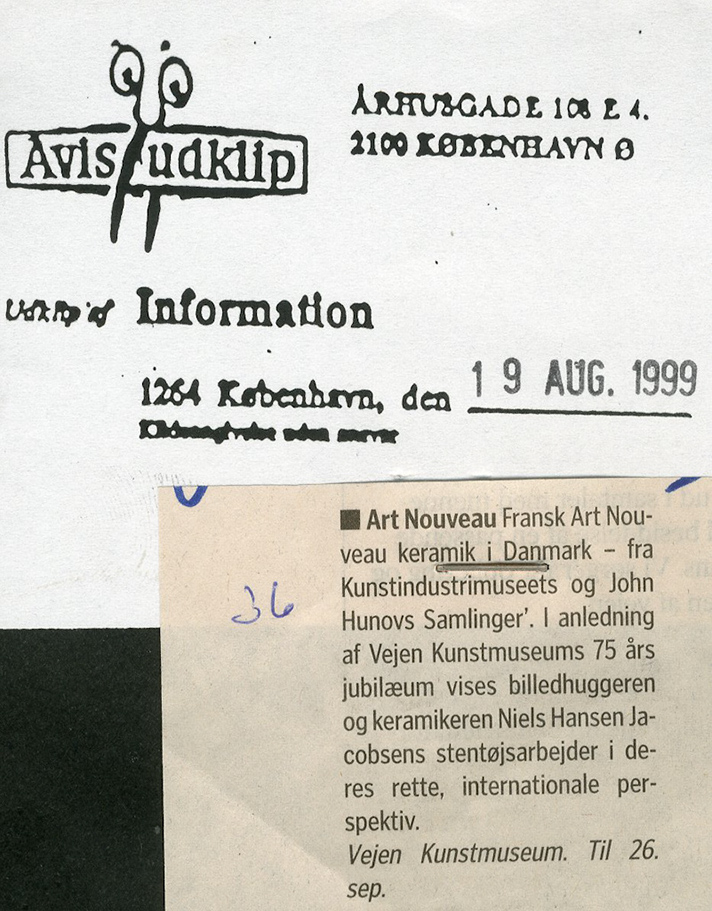 Avis/udklip
ÅRHUSGADE 108 E 4.
2100 KØBENHAVN Ø
Udklip af Information
1264 København, den 19 AUG. 1999
36
■ Art Nouveau Fransk Art Nou-
veau keramik i Danmark – fra
Kunstindustrimuseets og John
Hunovs Samlinger'. I anledning
af Vejen Kunstmuseums 75 års
jubilæum vises billedhuggeren
og keramikeren Niels Hansen Ja-
cobsens stentøjsarbejder i de-
res rette, internationale per-
spektiv.
Vejen Kunstmuseum. Til 26.
sep.